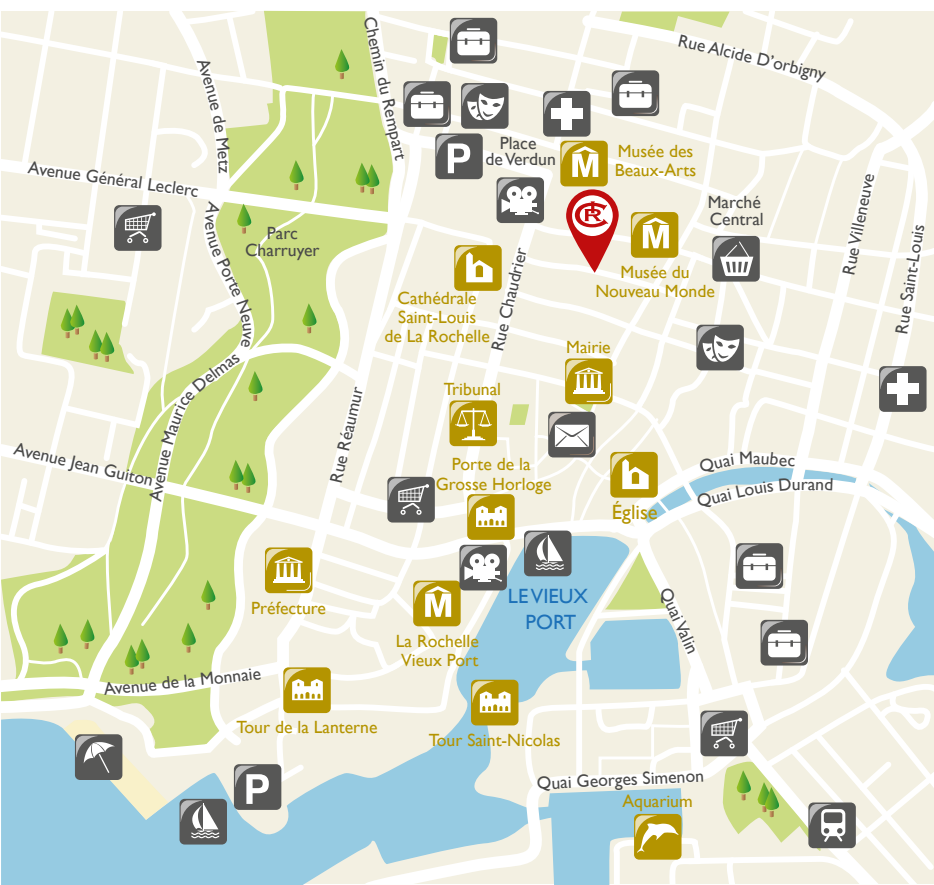 Rue Alcide D'orbigny
Chemin du Rempart
Avenue de Metz
Place
de Verdun
P
M
Musée des
Beaux-Arts
Avenue Général Leclerc
Rue Villeneuve
Marché
Central
Avenue Porte Neuve
Parc
Charruyer
M
Rue Saint-Louis
Musée du
Nouveau Monde
Cathédrale
Saint-Louis
de La Rochelle
Rue Chaudrier
Mairie
Avenue Maurice Delmas
Tribunal
Rue Réaumur
Avenue Jean Guiton
Porte de la
Grosse Horloge
Quai Maubec
Quai Louis Durand
Église
LE VIEUX
PORT
Préfecture
M
La Rochelle
Vieux Port
Quai Valin
Avenue de la Monnaie
Tour de la Lanterne
Tour Saint-Nicolas
P
Quai Georges Simenon
Aquarium